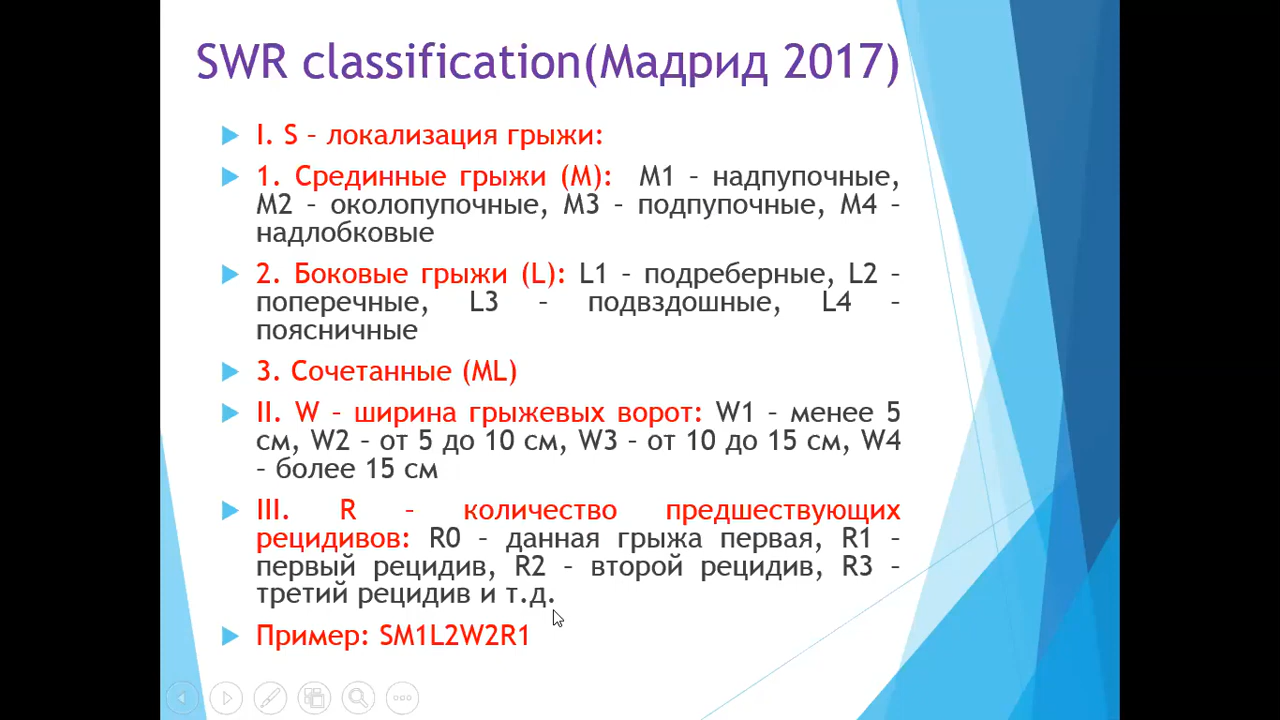 SWR classification(Мадрид 2017)
I. S – локализация грыжи:
1. Срединные грыжи (M): M1 – надпупочные,
M2 – околопупочные, M3 – подпупочные, M4 –
надлобковые
2. Боковые грыжи (L): L1 – подреберные, L2 –
поперечные, L3 – подвздошные, L4 –
поясничные
3. Сочетанные (ML)
II. W – ширина грыжевых ворот: W1 – менее 5
см, W2 – от 5 до 10 см, W3 – от 10 до 15 см, W4
– более 15 см
III. R – количество предшествующих
рецидивов: R0 – данная грыжа первая, R1 –
первый рецидив, R2 – второй рецидив, R3 –
третий рецидив и т.д.
Пример: SM1L2W2R1